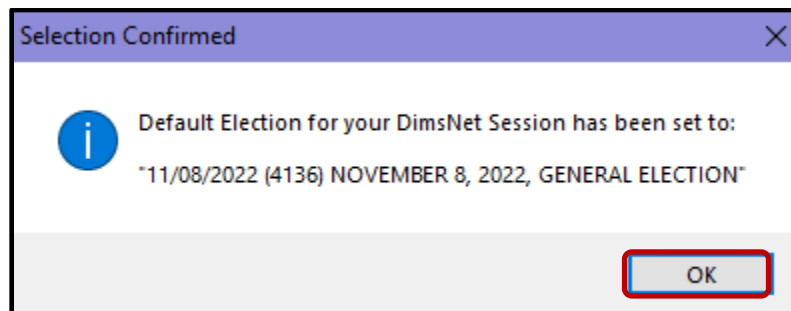 Selection Confirmed
Default Election for your DimsNet Session has been set to:
"11/08/2022 (4136) NOVEMBER 8, 2022, GENERAL ELECTION"
OK